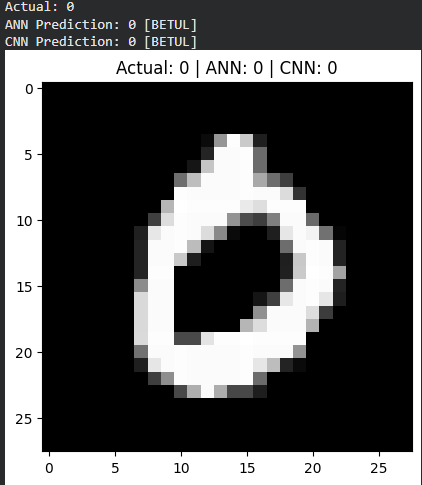 Actual: 0
ANN Prediction: 0 [BETUL]
CNN Prediction: 0 [BETUL]
Actual: 0 | ANN: 0 | CNN: 0
0
5
10
15
20
25
0 5 10 15 20 25